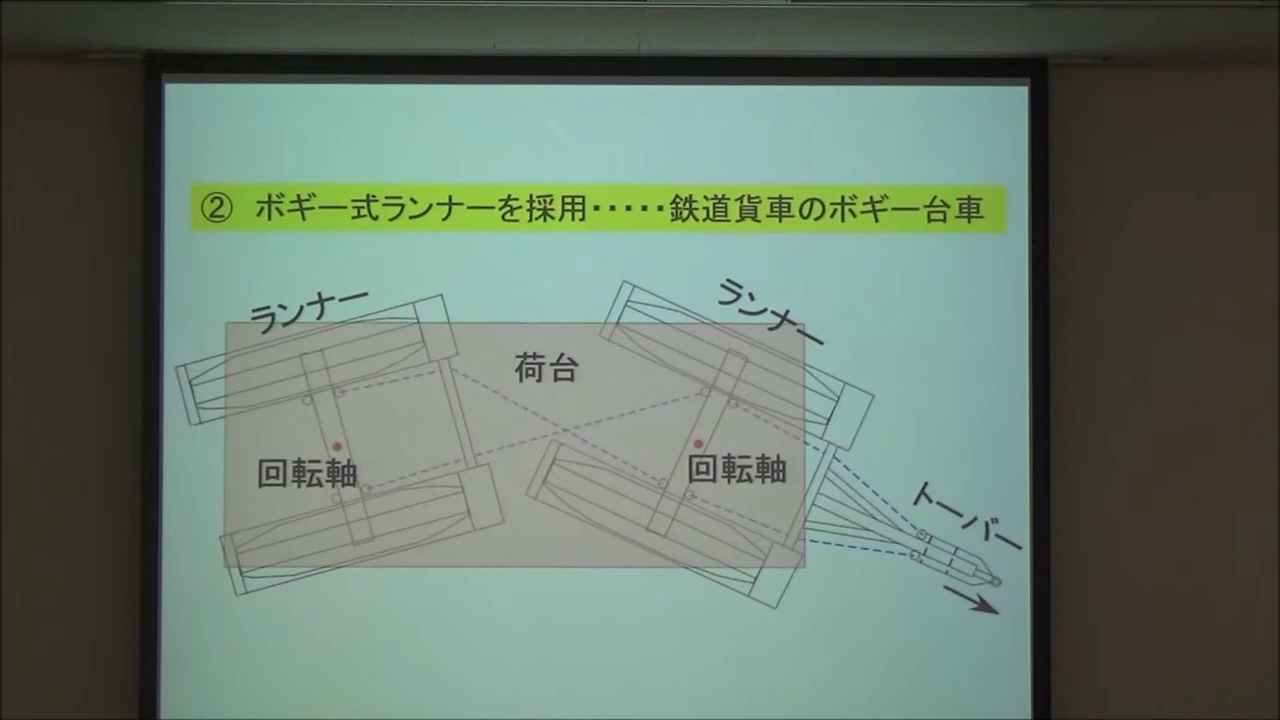 ② ボギー式ランナーを採用‥‥‥鉄道貨車のボギー台車
ランナー
ランナー
荷台
回転軸
回転軸
トーバー